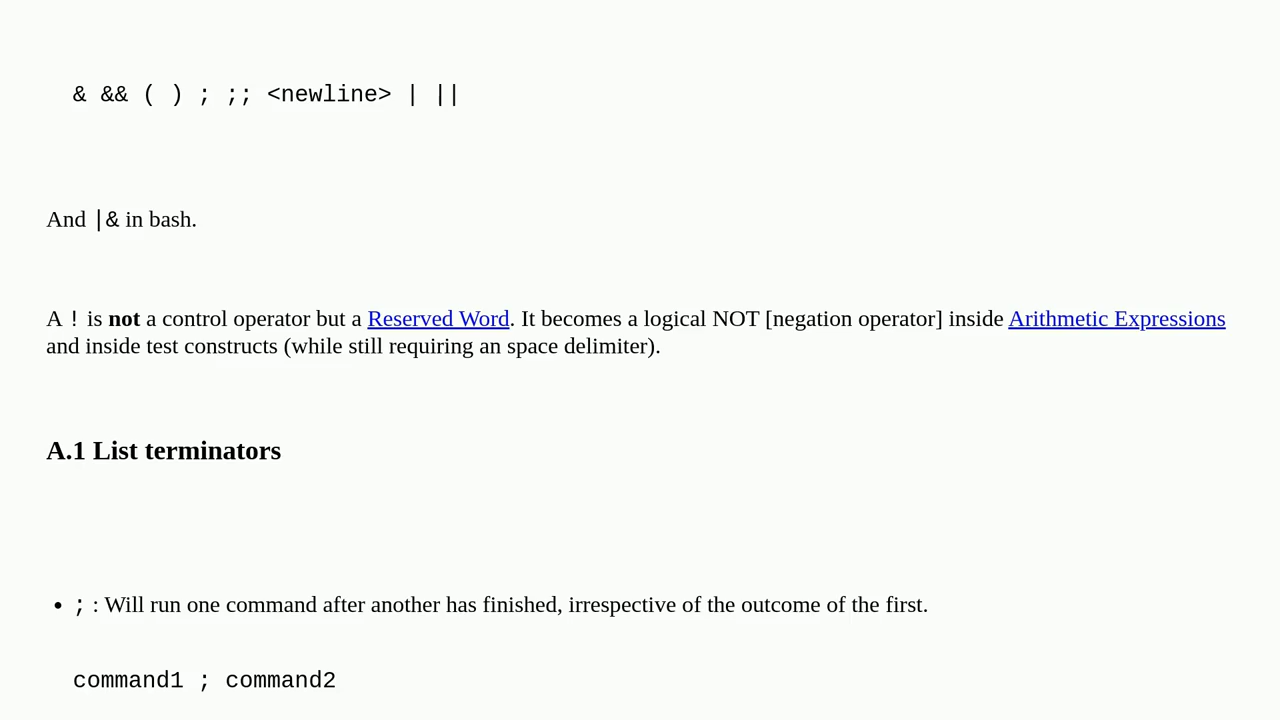 & && ( ) ; ;; <newline> | ||
And |& in bash.
A ! is not a control operator but a Reserved Word. It becomes a logical NOT [negation operator] inside Arithmetic Expressions
and inside test constructs (while still requiring an space delimiter).
A.1 List terminators
• ; : Will run one command after another has finished, irrespective of the outcome of the first.
command1 ; command2